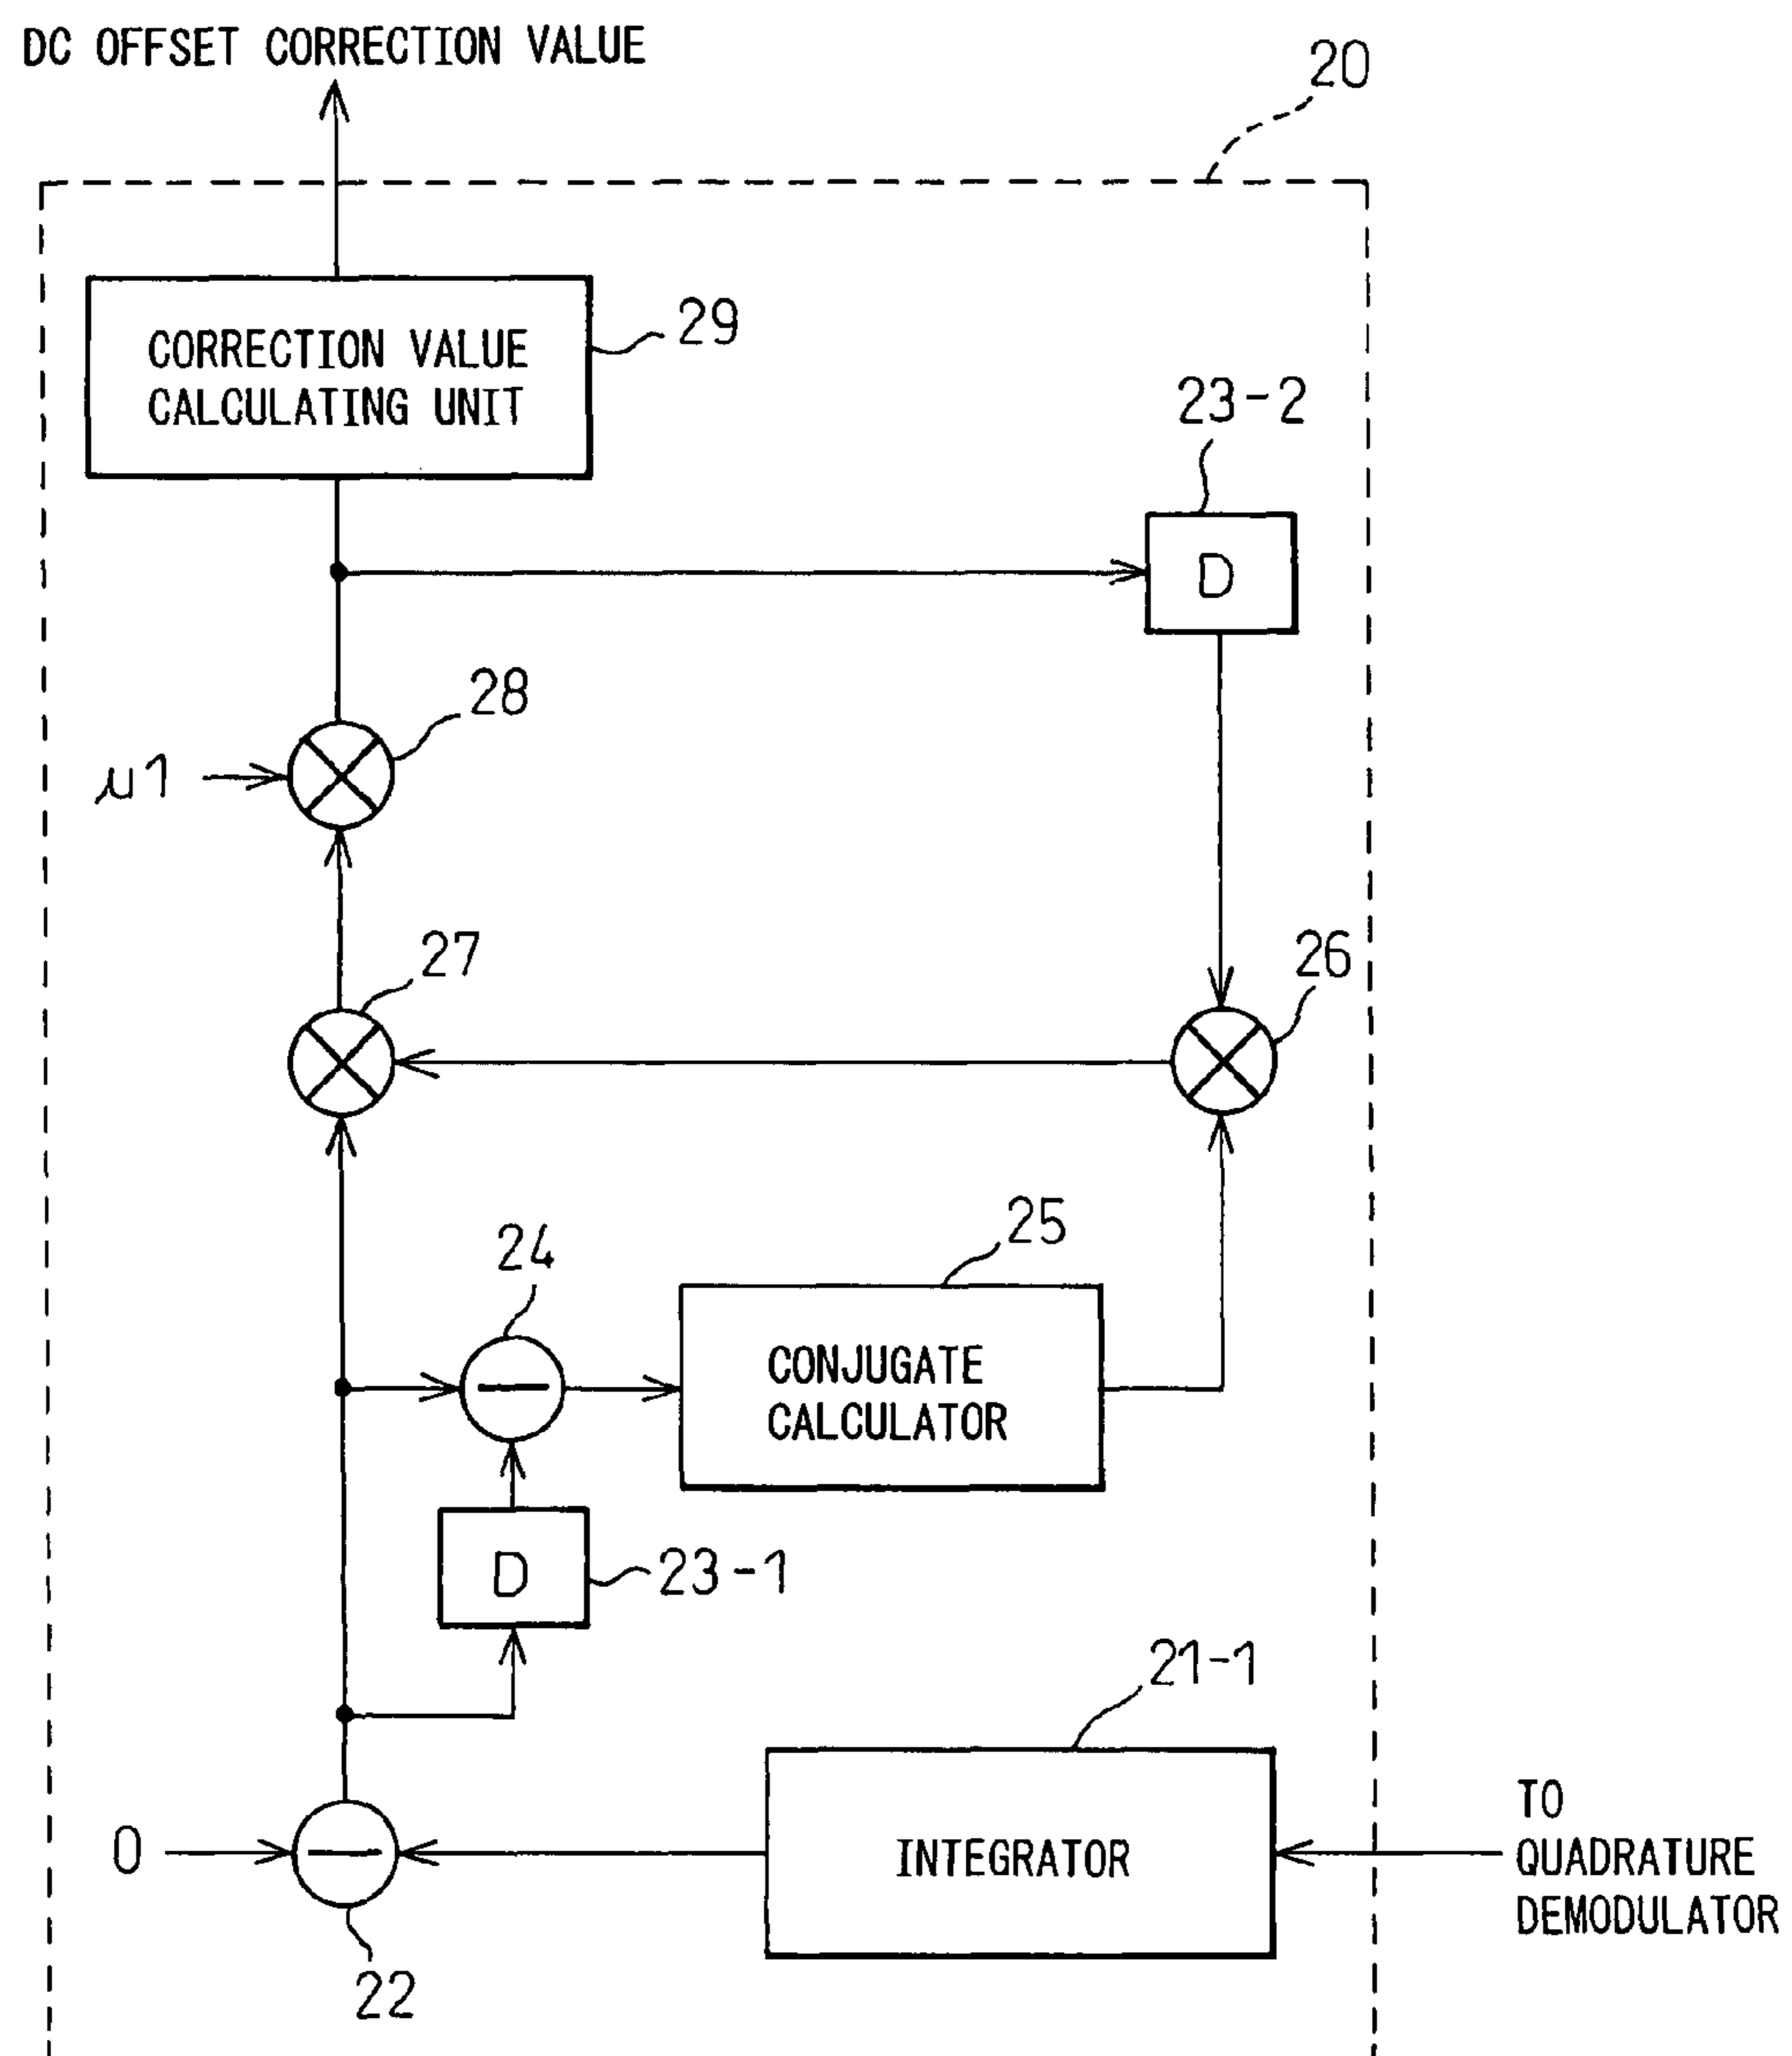 DC OFFSET CORRECTION VALUE
20
CORRECTION VALUE
CALCULATING UNIT
29
23-2
D
28
μ1
27
26
25
24
CONJUGATE
CALCULATOR
D
23-1
21-1
0
INTEGRATOR
TO
QUADRATURE
DEMODULATOR
22